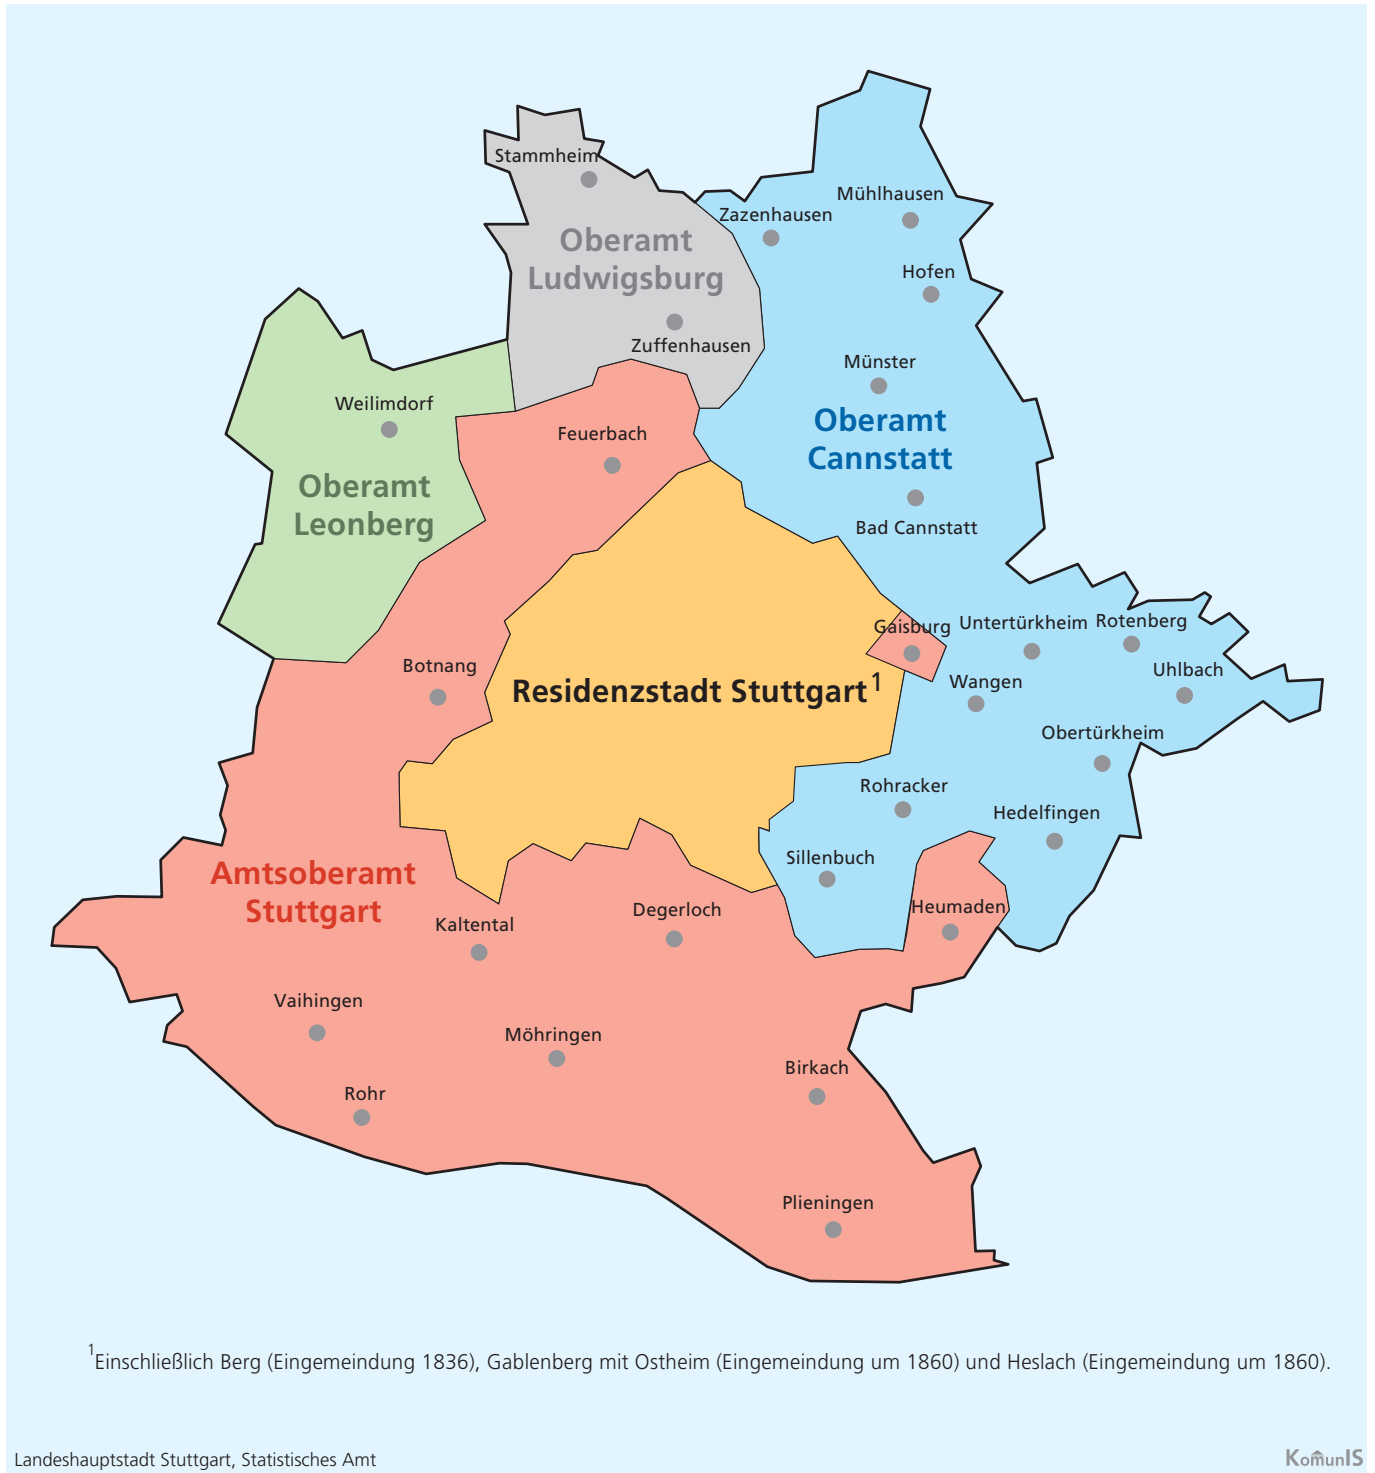 Stammheim
Mühlhausen
Zazenhausen
Oberamt
Ludwigsburg
Hofen
Zuffenhausen
Münster
Weilimdorf
Oberamt
Cannstatt
Feuerbach
Oberamt
Leonberg
Bad Cannstatt
Gaisburg
Untertürkheim
Rotenberg
Botnang
Uhlbach
Wangen
Residenzstadt Stuttgart¹
Obertürkheim
Rohracker
Hedelfingen
Sillenbuch
Amtsoberamt
Stuttgart
Heumaden
Degerloch
Kaltental
Vaihingen
Möhringen
Birkach
Rohr
Plieningen
¹Einschließlich Berg (Eingemeindung 1836), Gablenberg mit Ostheim (Eingemeindung um 1860) und Heslach (Eingemeindung um 1860).
Landeshauptstadt Stuttgart, Statistisches Amt
KomunIS